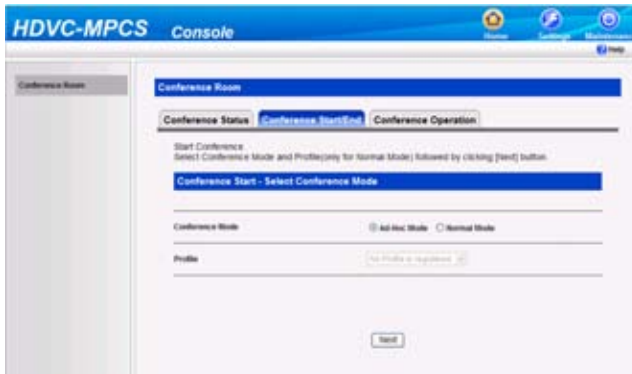 HDVC-MPCS Console
Home Settings Maintenance
Help
Conference Room
Conference Room
Conference Status Conference Start/End Conference Operation
Start Conference
Select Conference Mode and Profile(only for Normal Mode) followed by clicking [Next] button.
Conference Start - Select Conference Mode
Conference Mode Ad-Hoc Mode Normal Mode
Profile No Profile is registered
Next